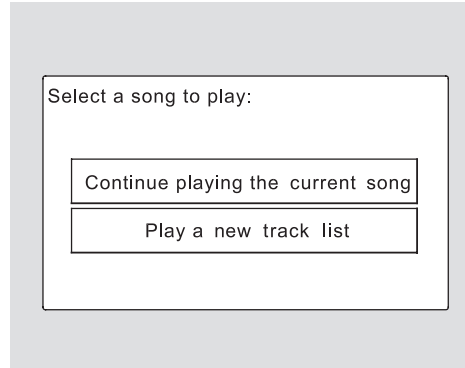 Select a song to play:
Continue playing the current song
Play a new track list